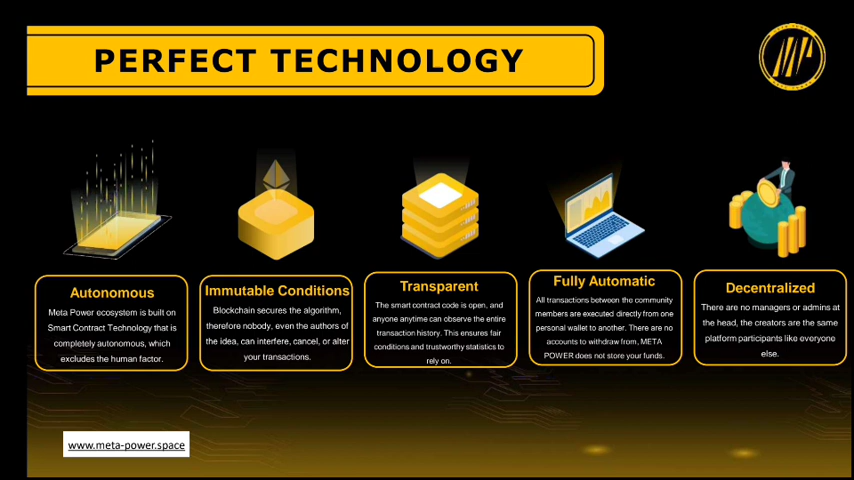 PERFECT TECHNOLOGY
Autonomous
Meta Power ecosystem is built on
Smart Contract Technology that is
completely autonomous, which
excludes the human factor.
Immutable Conditions
Blockchain secures the algorithm,
therefore nobody, even the authors of
the idea, can interfere, cancel, or alter
your transactions.
Transparent
The smart contract code is open, and
anyone anytime can observe the entire
transaction history. This ensures fair
conditions and trustworthy statistics to
rely on.
Fully Automatic
All transactions between the community
members are executed directly from one
personal wallet to another. There are no
accounts to withdraw from, META
POWER does not store your funds.
Decentralized
There are no managers or admins at
the head, the creators are the same
platform participants like everyone
else.
www.meta-power.space